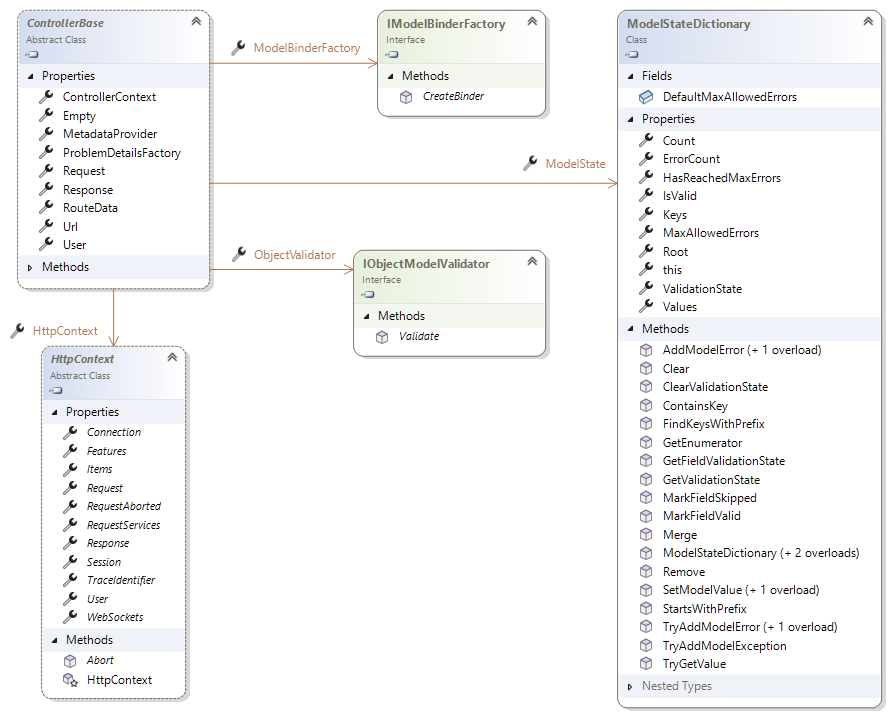 ControllerBase
Abstract Class
Properties
ControllerContext
Empty
MetadataProvider
ProblemDetailsFactory
Request
Response
RouteData
Url
User
Methods
ModelBinderFactory
IModelBinderFactory
Interface
Methods
CreateBinder
ModelState
ObjectValidator
IObjectModelValidator
Interface
Methods
Validate
HttpContext
HttpContext
Abstract Class
Properties
Connection
Features
Items
Request
RequestAborted
RequestServices
Response
Session
TraceIdentifier
User
WebSockets
Methods
Abort
HttpContext
ModelStateDictionary
Class
Fields
DefaultMaxAllowedErrors
Properties
Count
ErrorCount
HasReachedMaxErrors
IsValid
Keys
MaxAllowedErrors
Root
this
ValidationState
Values
Methods
AddModelError (+ 1 overload)
Clear
ClearValidationState
ContainsKey
FindKeysWithPrefix
GetEnumerator
GetFieldValidationState
GetValidationState
MarkFieldSkipped
MarkFieldValid
Merge
ModelStateDictionary (+ 2 overloads)
Remove
SetModelValue (+ 1 overload)
StartsWithPrefix
TryAddModelError (+ 1 overload)
TryAddModelException
TryGetValue
Nested Types